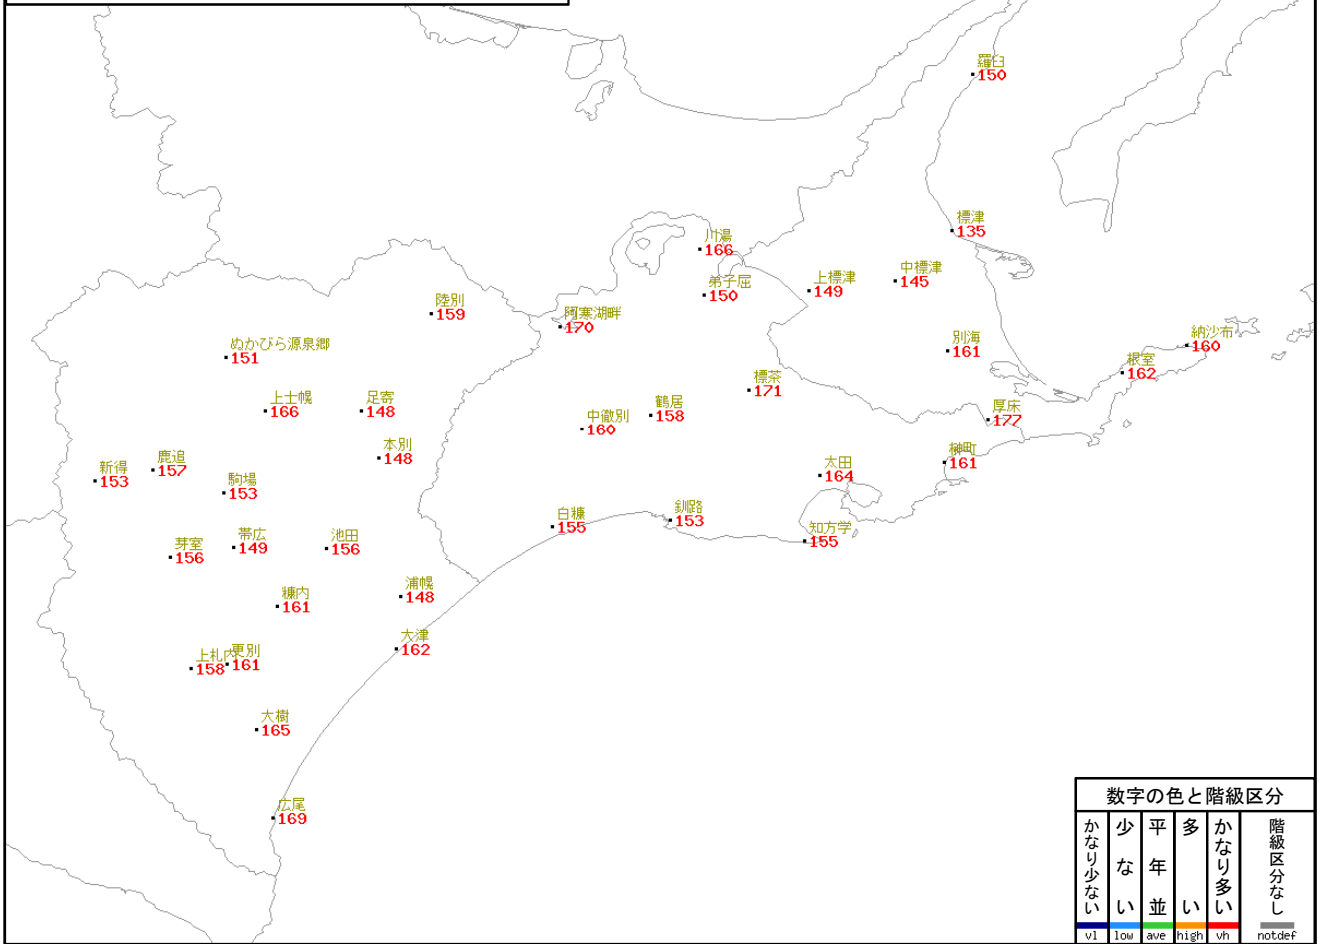 羅臼
150
標津
135
川湯
166
中標津
145
上標津
149
弟子屈
150
陸別
159
阿寒湖畔
170
ぬかびら源泉郷
151
別海
161
納沙布
160
根室
162
標茶
171
上士幌
166
足寄
148
鶴居
158
中徹別
160
厚床
177
本別
148
榊町
161
太田
164
鹿追
157
新得
153
駒場
153
白糠
155
釧路
153
知方学
155
帯広
149
池田
156
芽室
156
糠内
161
浦幌
148
大津
162
上札内
158
更別
161
大樹
165
広尾
169
数字の色と階級区分
かなり少ない
少ない
平年並
多い
かなり多い
階級区分なし
vl low ave high vh notdef